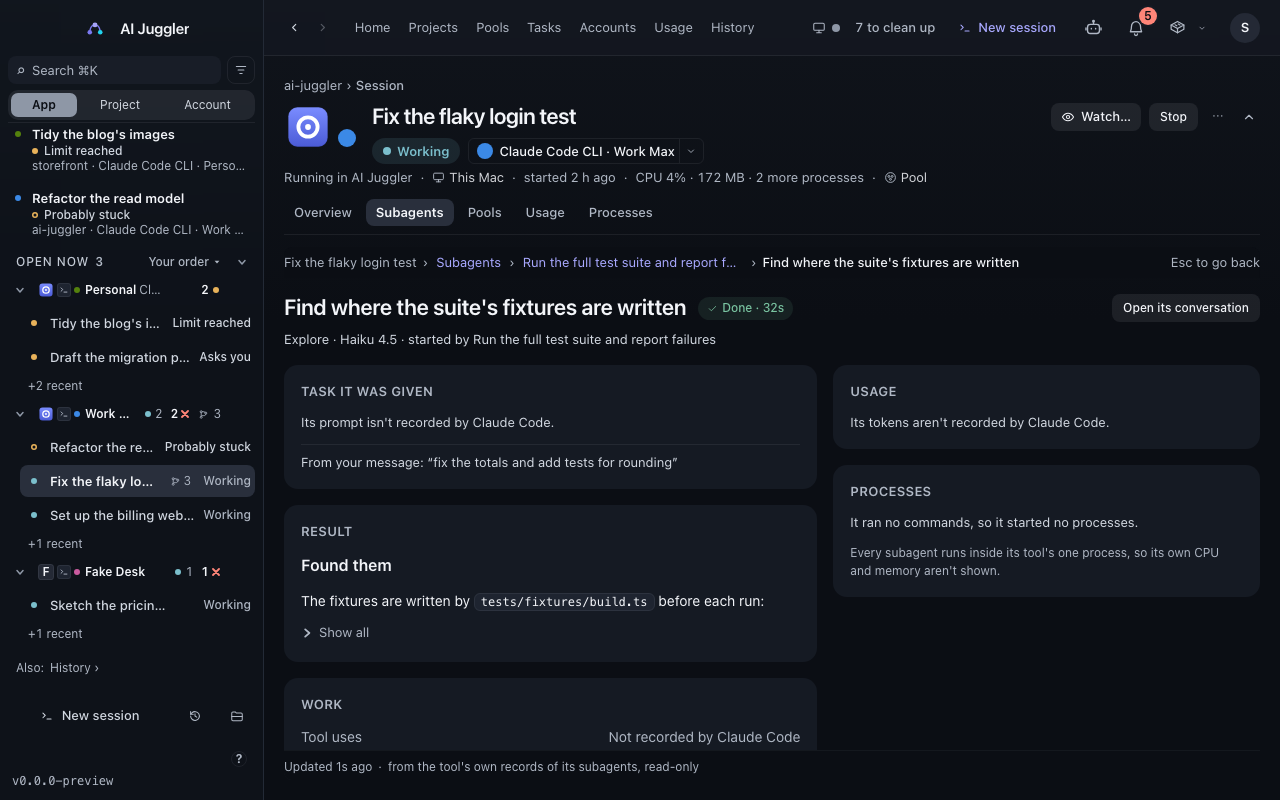 AI Juggler
Search ⌘K
App Project Account
Tidy the blog's images
Limit reached
storefront · Claude Code CLI · Perso...
Refactor the read model
Probably stuck
ai-juggler · Claude Code CLI · Work ...
OPEN NOW 3 Your order
Personal Cl... 2
Tidy the blog's i... Limit reached
Draft the migration p... Asks you
+2 recent
Work ... 2 2 3
Refactor the re... Probably stuck
Fix the flaky lo... 3 Working
Set up the billing web... Working
+1 recent
F Fake Desk 1 1
Sketch the pricin... Working
+1 recent
Also: History ›
New session
?
v0.0.0-preview
Home Projects Pools Tasks Accounts Usage History 7 to clean up New session 5 S
ai-juggler › Session
Fix the flaky login test
Watch... Stop ...
Working Claude Code CLI · Work Max
Running in AI Juggler · This Mac · started 2 h ago · CPU 4% · 172 MB · 2 more processes · Pool
Overview Subagents Pools Usage Processes
Fix the flaky login test › Subagents › Run the full test suite and report f... › Find where the suite's fixtures are written Esc to go back
Find where the suite's fixtures are written ✓ Done · 32s Open its conversation
Explore · Haiku 4.5 · started by Run the full test suite and report failures
TASK IT WAS GIVEN
Its prompt isn't recorded by Claude Code.
From your message: “fix the totals and add tests for rounding”
RESULT
Found them
The fixtures are written by tests/fixtures/build.ts before each run:
Show all
WORK
Tool uses Not recorded by Claude Code
USAGE
Its tokens aren't recorded by Claude Code.
PROCESSES
It ran no commands, so it started no processes.
Every subagent runs inside its tool's one process, so its own CPU
and memory aren't shown.
Updated 1s ago · from the tool's own records of its subagents, read-only